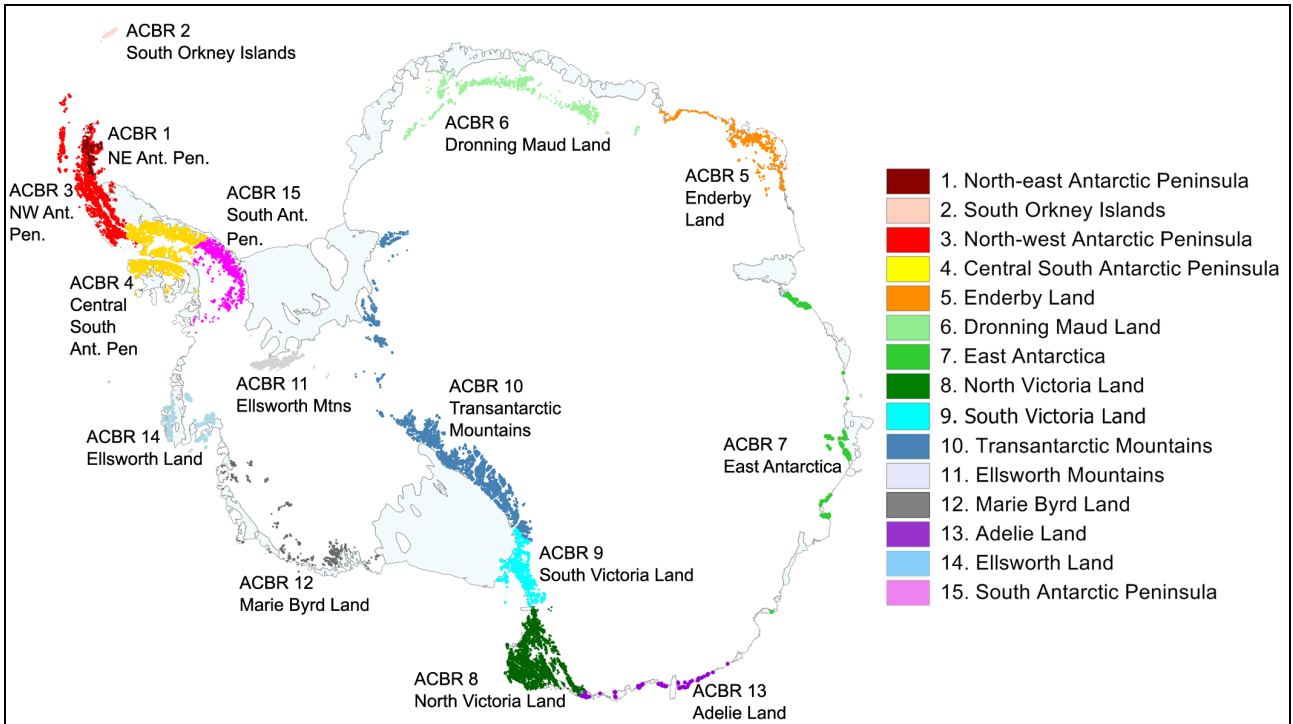 ACBR 2
South Orkney Islands
ACBR 1
NE Ant. Pen.
ACBR 3
NW Ant.
Pen.
ACBR 15
South Ant.
Pen.
ACBR 6
Dronning Maud Land
ACBR 5
Enderby
Land
ACBR 4
Central
South
Ant. Pen
ACBR 11
Ellsworth Mtns
ACBR 10
Transantarctic
Mountains
ACBR 14
Ellsworth Land
ACBR 7
East Antarctica
ACBR 12
Marie Byrd Land
ACBR 9
South Victoria Land
ACBR 8
North Victoria Land
ACBR 13
Adelie Land
1. North-east Antarctic Peninsula
2. South Orkney Islands
3. North-west Antarctic Peninsula
4. Central South Antarctic Peninsula
5. Enderby Land
6. Dronning Maud Land
7. East Antarctica
8. North Victoria Land
9. South Victoria Land
10. Transantarctic Mountains
11. Ellsworth Mountains
12. Marie Byrd Land
13. Adelie Land
14. Ellsworth Land
15. South Antarctic Peninsula